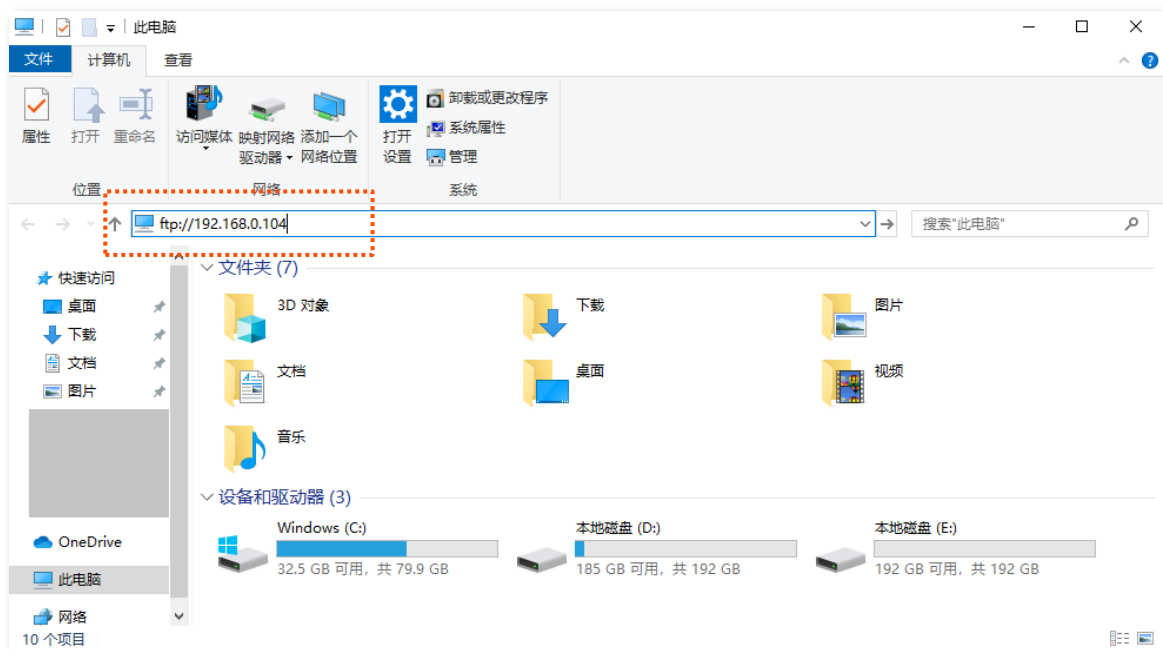 此电脑
文件 计算机 查看
属性 打开 重命名 访问媒体 映射网络驱动器 添加一个网络位置 打开设置 卸载或更改程序
系统属性
管理
位置 网络 系统
ftp://192.168.0.104 搜索"此电脑"
快速访问
桌面
下载
文档
图片
OneDrive
此电脑
网络
文件夹 (7)
3D 对象 下载 图片
文档 桌面 视频
音乐
设备和驱动器 (3)
Windows (C:) 本地磁盘 (D:) 本地磁盘 (E:)
32.5 GB 可用, 共 79.9 GB 185 GB 可用, 共 192 GB 192 GB 可用, 共 192 GB
10 个项目